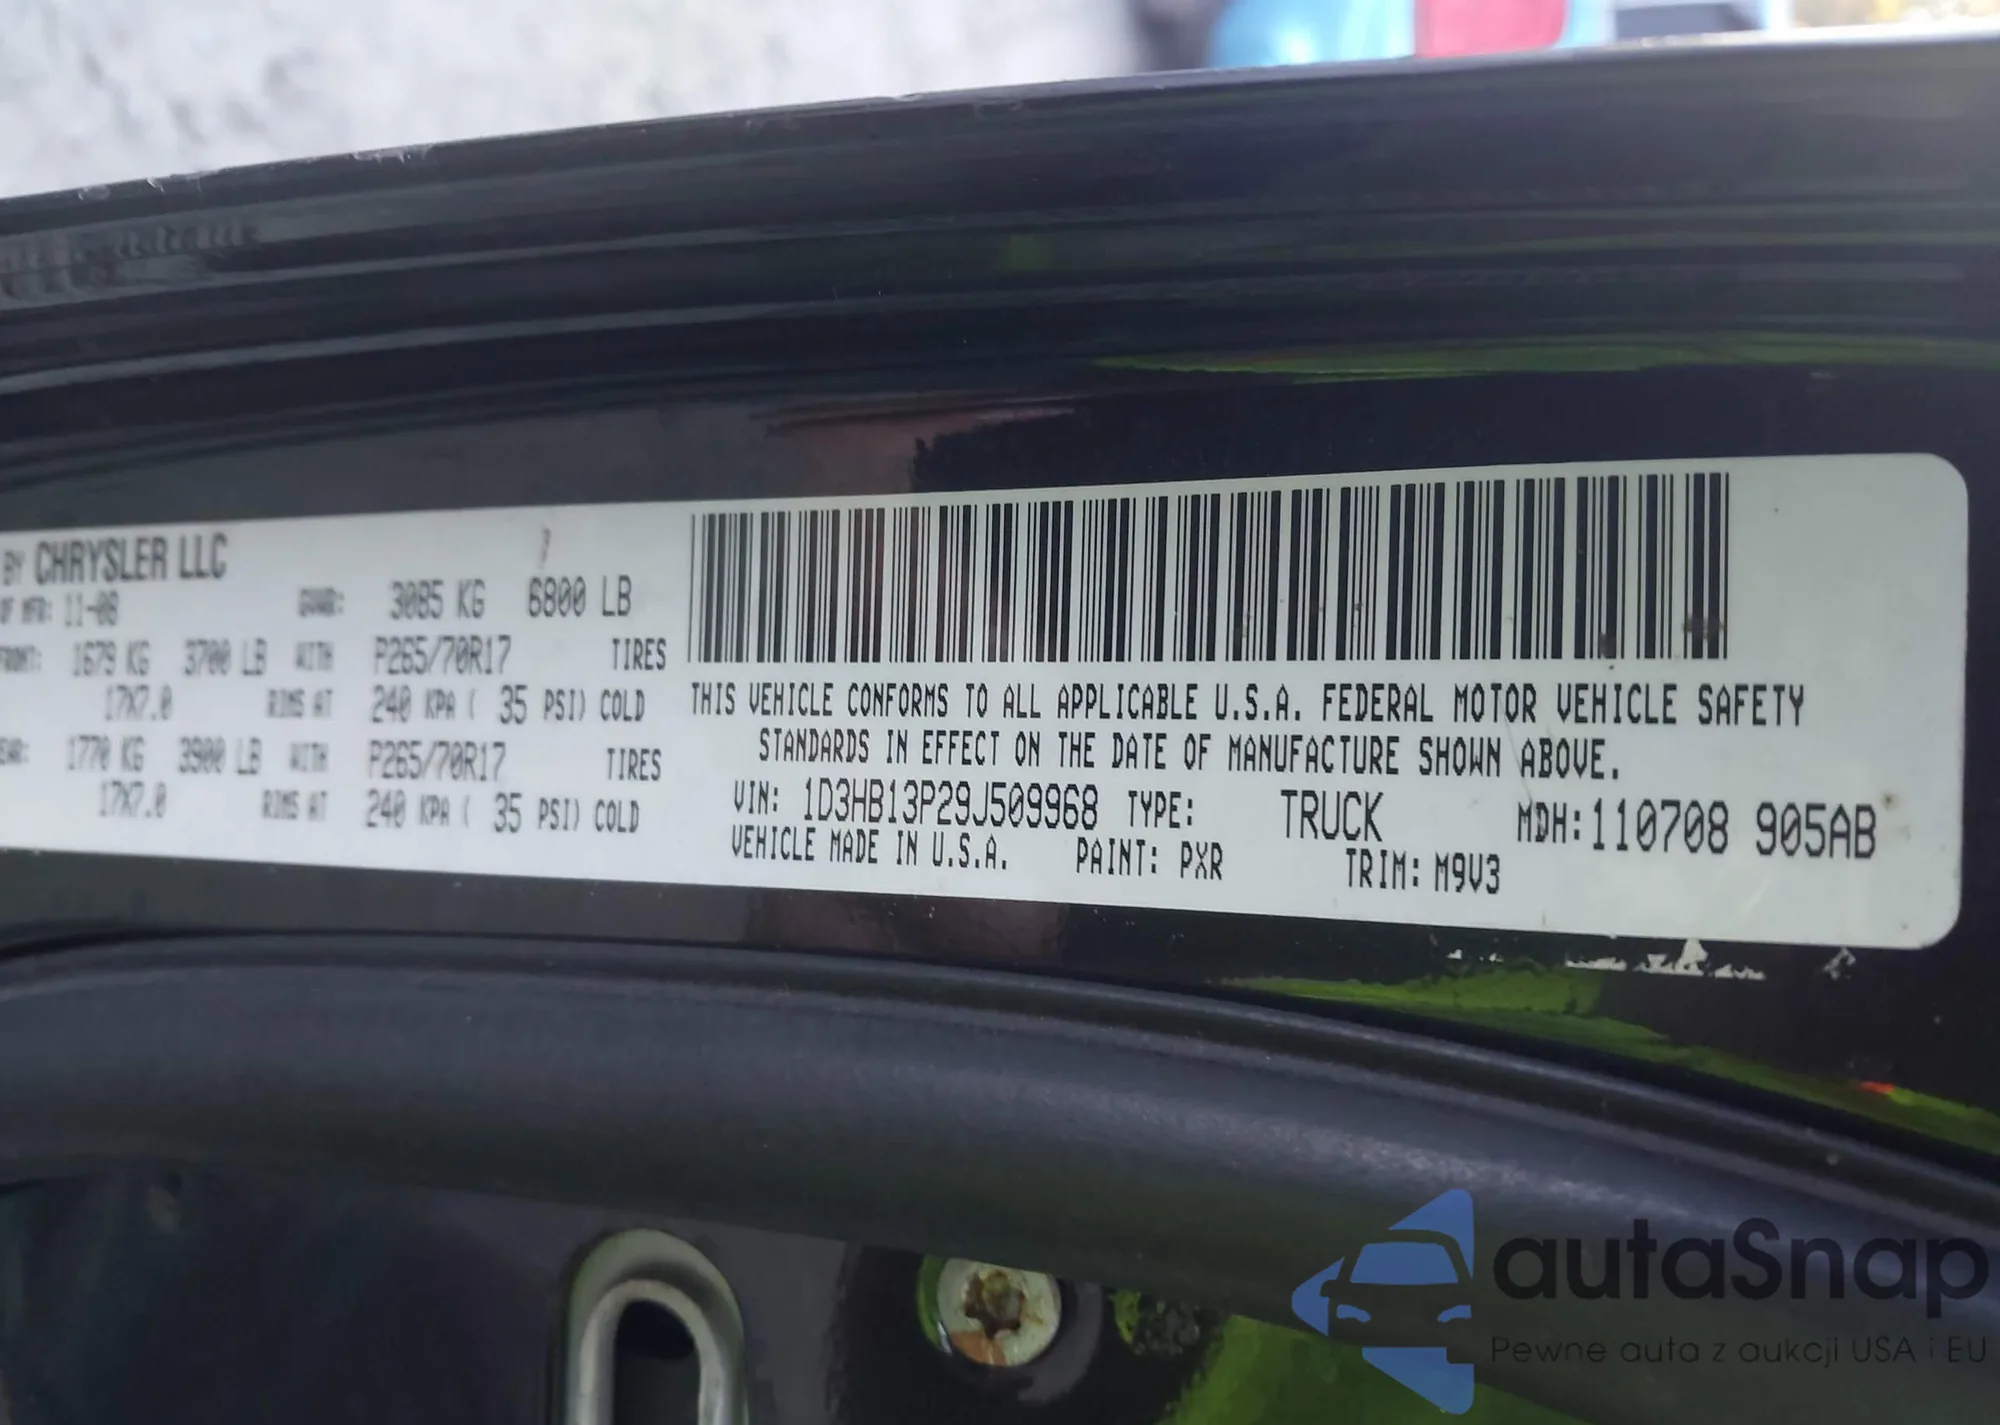 BY CHRYSLER LLC
OF MFR: 11-08 GVWR: 3085 KG 6800 LB
FRONT: 1679 KG 3700 LB WITH P265/70R17 TIRES
17X7.0 RIMS AT 240 KPA ( 35 PSI) COLD
EAR: 1770 KG 3900 LB WITH P265/70R17 TIRES
17X7.0 RIMS AT 240 KPA ( 35 PSI) COLD
THIS VEHICLE CONFORMS TO ALL APPLICABLE U.S.A. FEDERAL MOTOR VEHICLE SAFETY
STANDARDS IN EFFECT ON THE DATE OF MANUFACTURE SHOWN ABOVE.
VIN: 1D3HB13P29J509968 TYPE: TRUCK MDH:110708 905AB
VEHICLE MADE IN U.S.A. PAINT: PXR TRIM: M9V3
autaSnap
Pewne auta z aukcji USA i EU